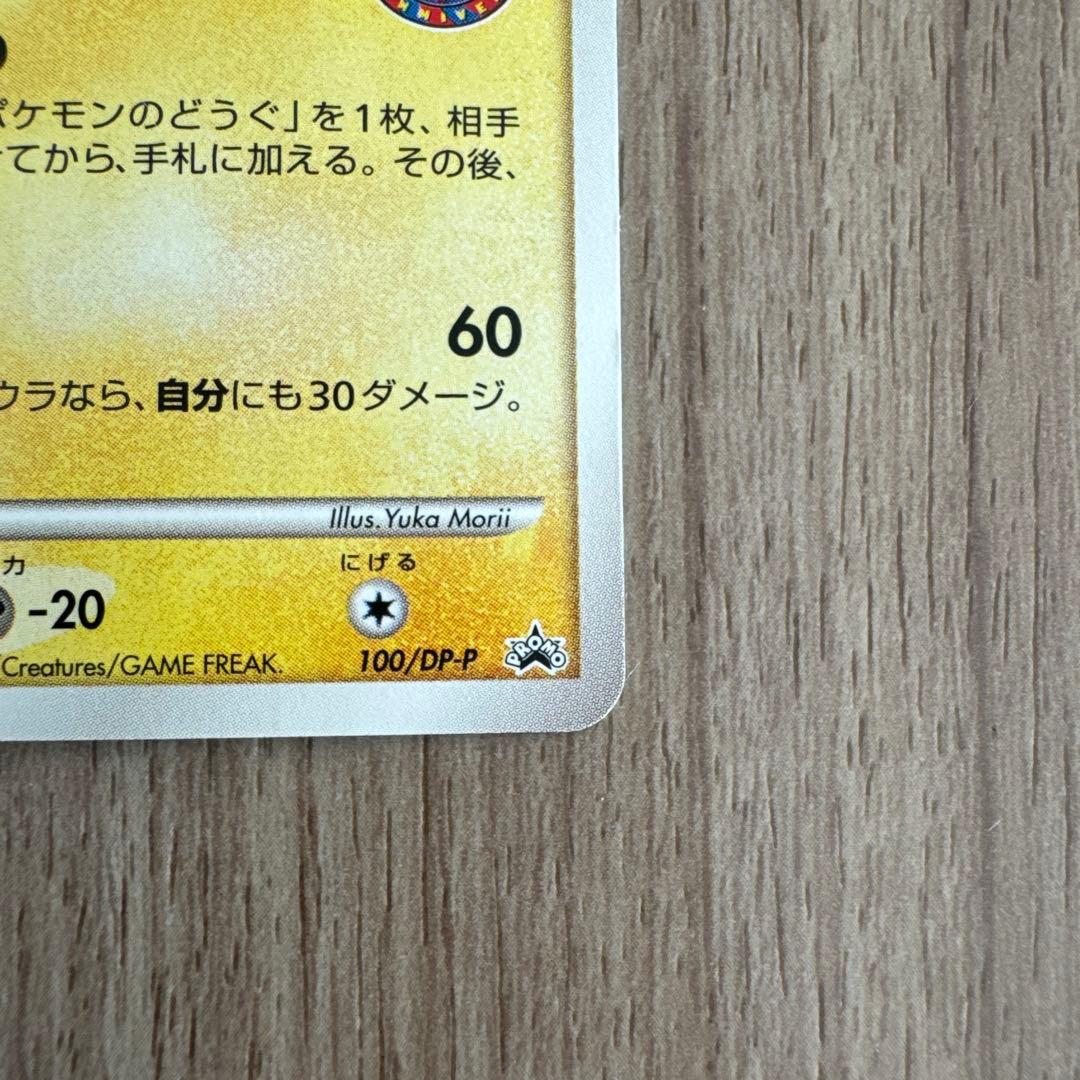 ポケモンのどうぐ」を1枚、相手
てから、手札に加える。その後、
60
ウラなら、自分にも30ダメージ。
Illus. Yuka Morii
カ
にげる
-20
/Creatures/GAME FREAK.
100/DP-P
PROMO